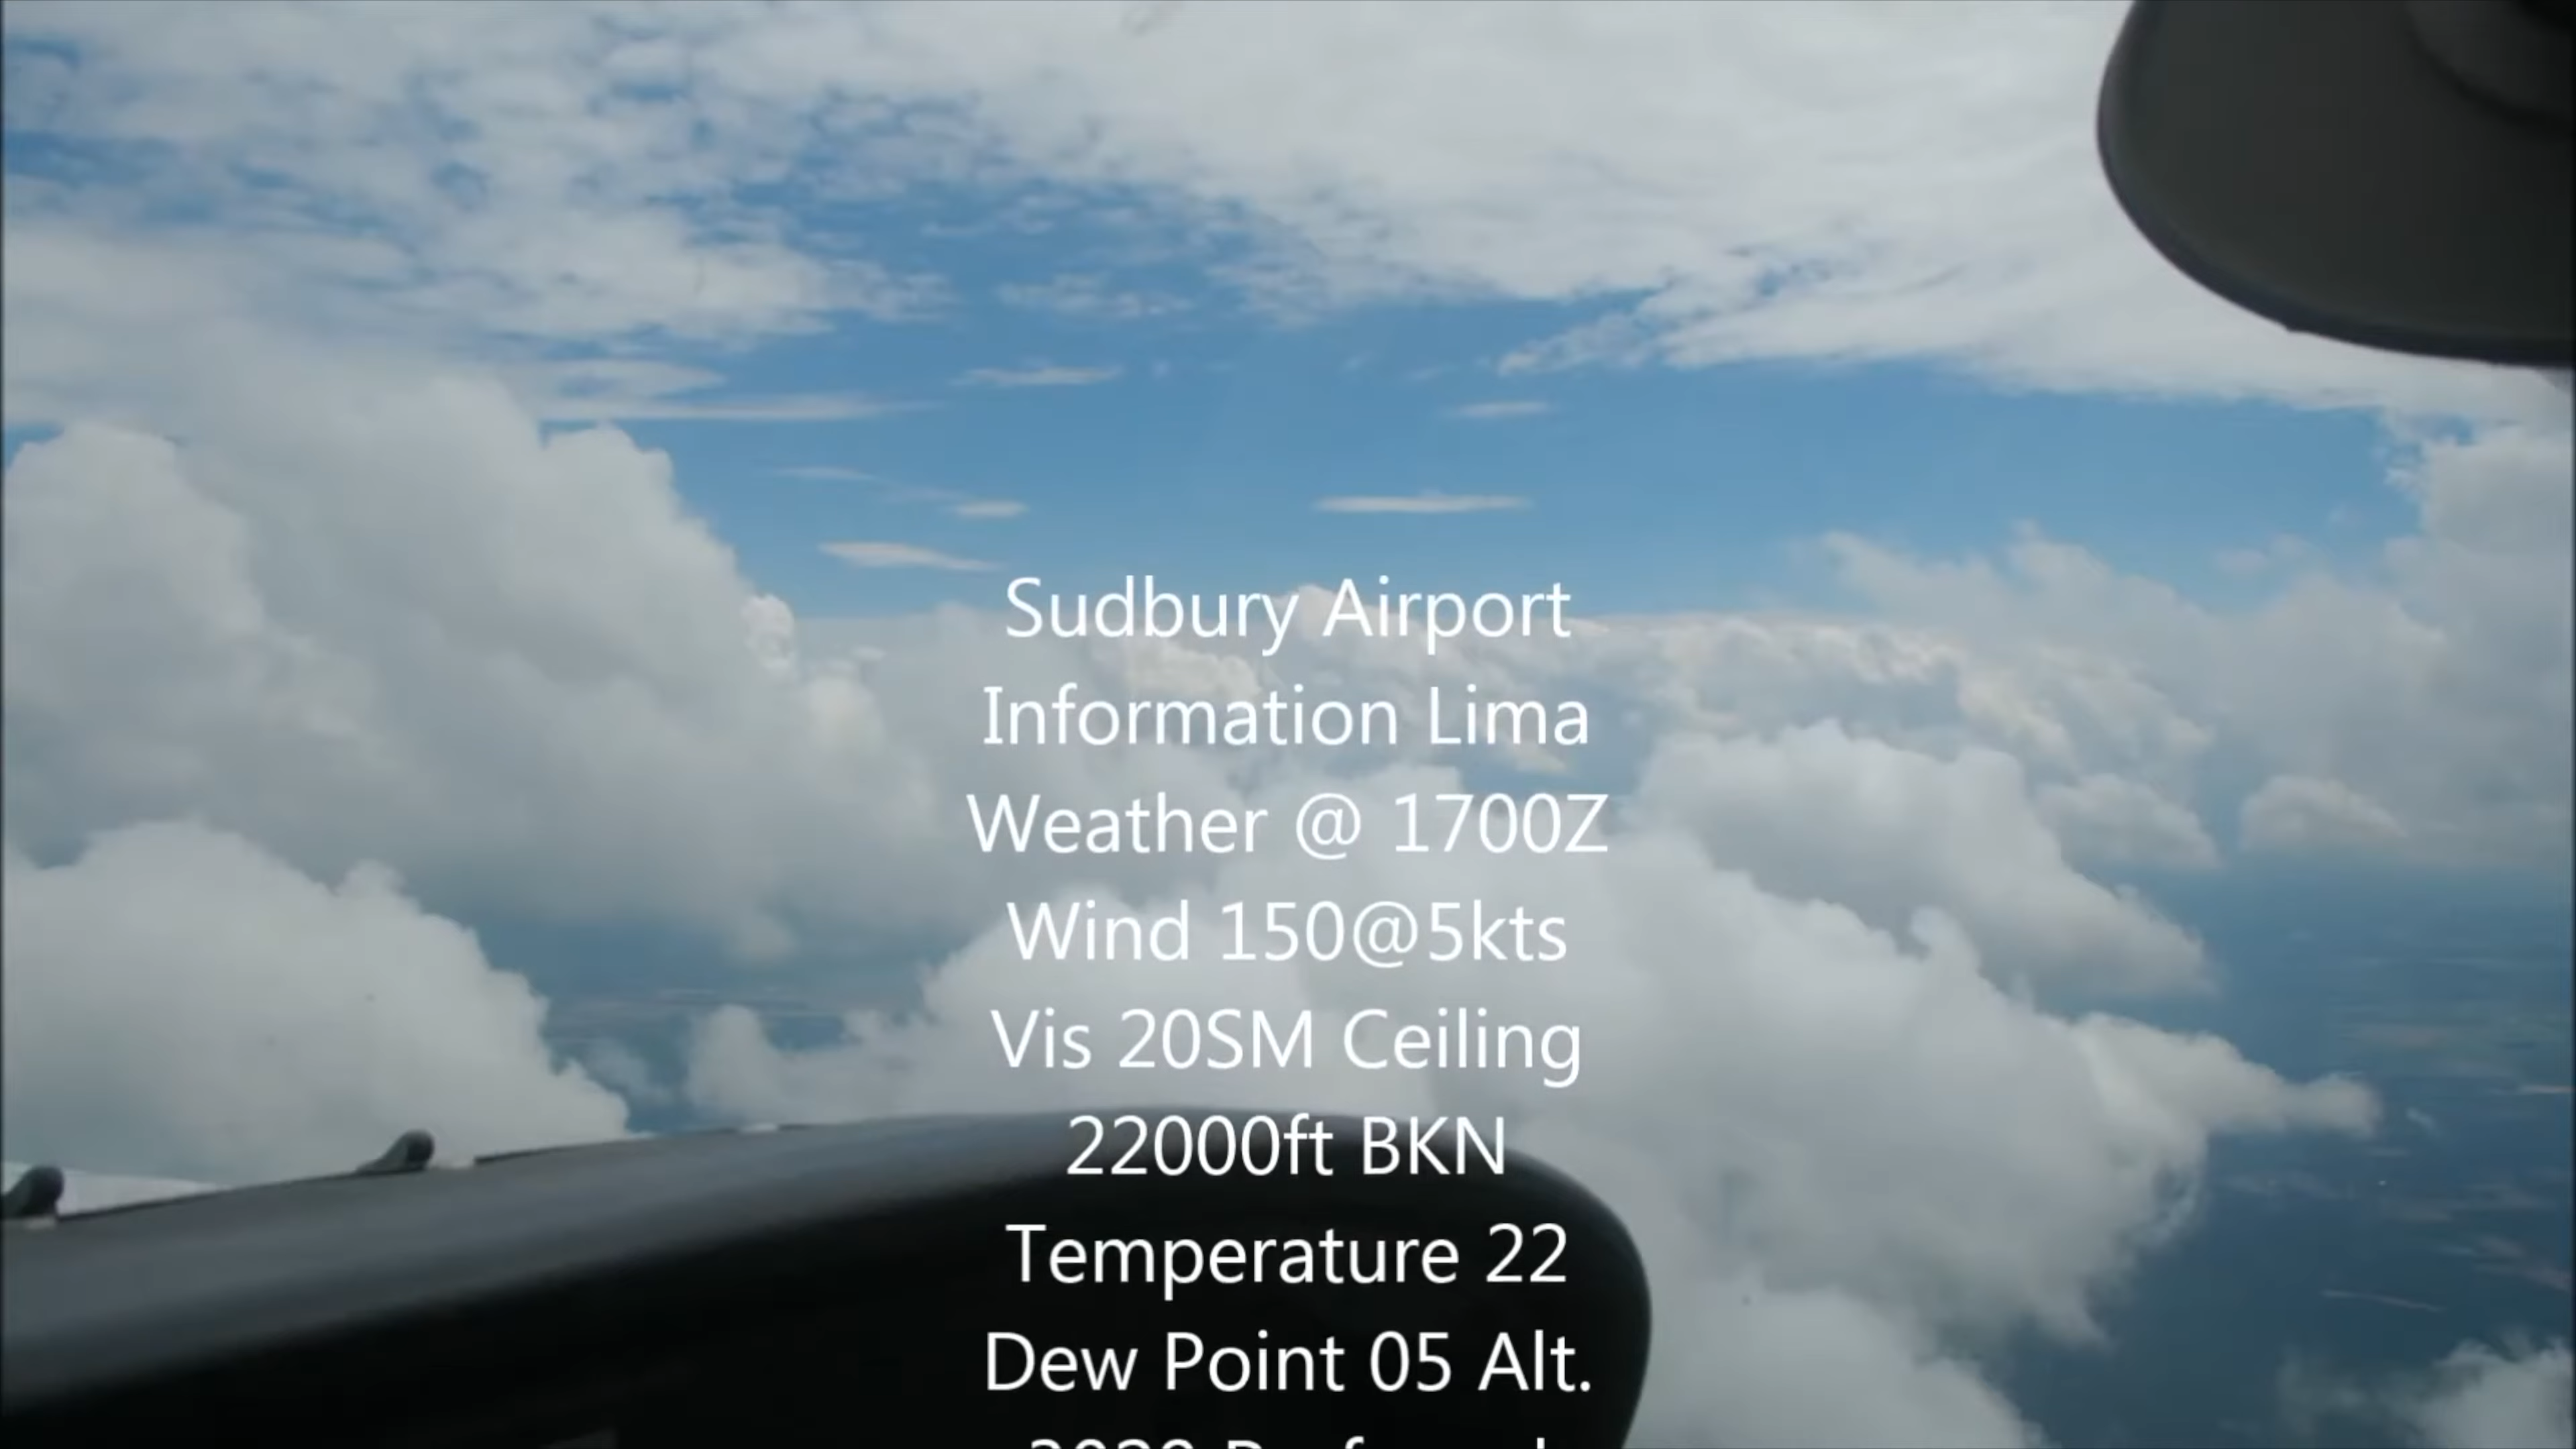 Sudbury Airport
Information Lima
Weather @ 1700Z
Wind 150@5kts
Vis 20SM Ceiling
22000ft BKN
Temperature 22
Dew Point 05 Alt.